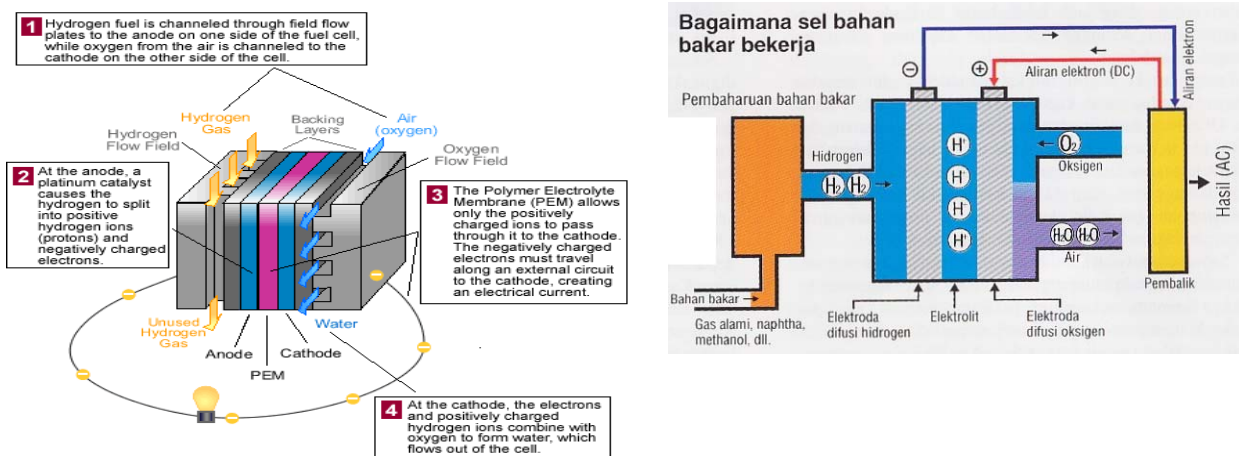 1 Hydrogen fuel is channeled through field flow
plates to the anode on one side of the fuel cell,
while oxygen from the air is channeled to the
cathode on the other side of the cell.
Hydrogen
Gas
Backing
Layers
Air
(oxygen)
Hydrogen
Flow Field
Oxygen
Flow Field
2 At the anode, a
platinum catalyst
causes the
hydrogen to split
into positive
hydrogen ions
(protons) and
negatively charged
electrons.
3 The Polymer Electrolyte
Membrane (PEM) allows
only the positively
charged ions to pass
through it to the cathode.
The negatively charged
electrons must travel
along an external circuit
to the cathode, creating
an electrical current.
Unused
Hydrogen
Gas
Water
Anode
Cathode
PEM
4 At the cathode, the electrons
and positively charged
hydrogen ions combine with
oxygen to form water, which
flows out of the cell.
Bagaimana sel bahan
bakar bekerja
Aliran elektron (DC)
Aliran elektron
Pembaharuan bahan bakar
Hidrogen
H₂ H₂
H⁺
H⁻
H⁻
H⁺
O₂
Oksigen
H₂O H₂O
Air
Hasil (AC)
Pembalik
Bahan bakar
Gas alami, naphtha,
methanol, dll.
Elektroda
difusi hidrogen
Elektrolit
Elektroda
difusi oksigen